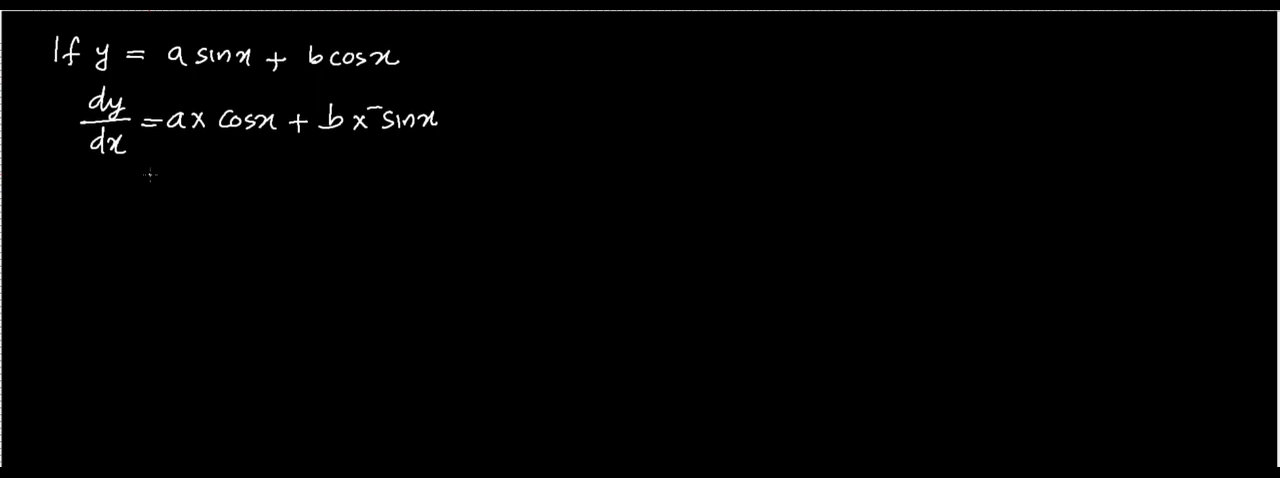 If y = a sinx + b cosx
dy/dx = a × cosx + b × - sinx